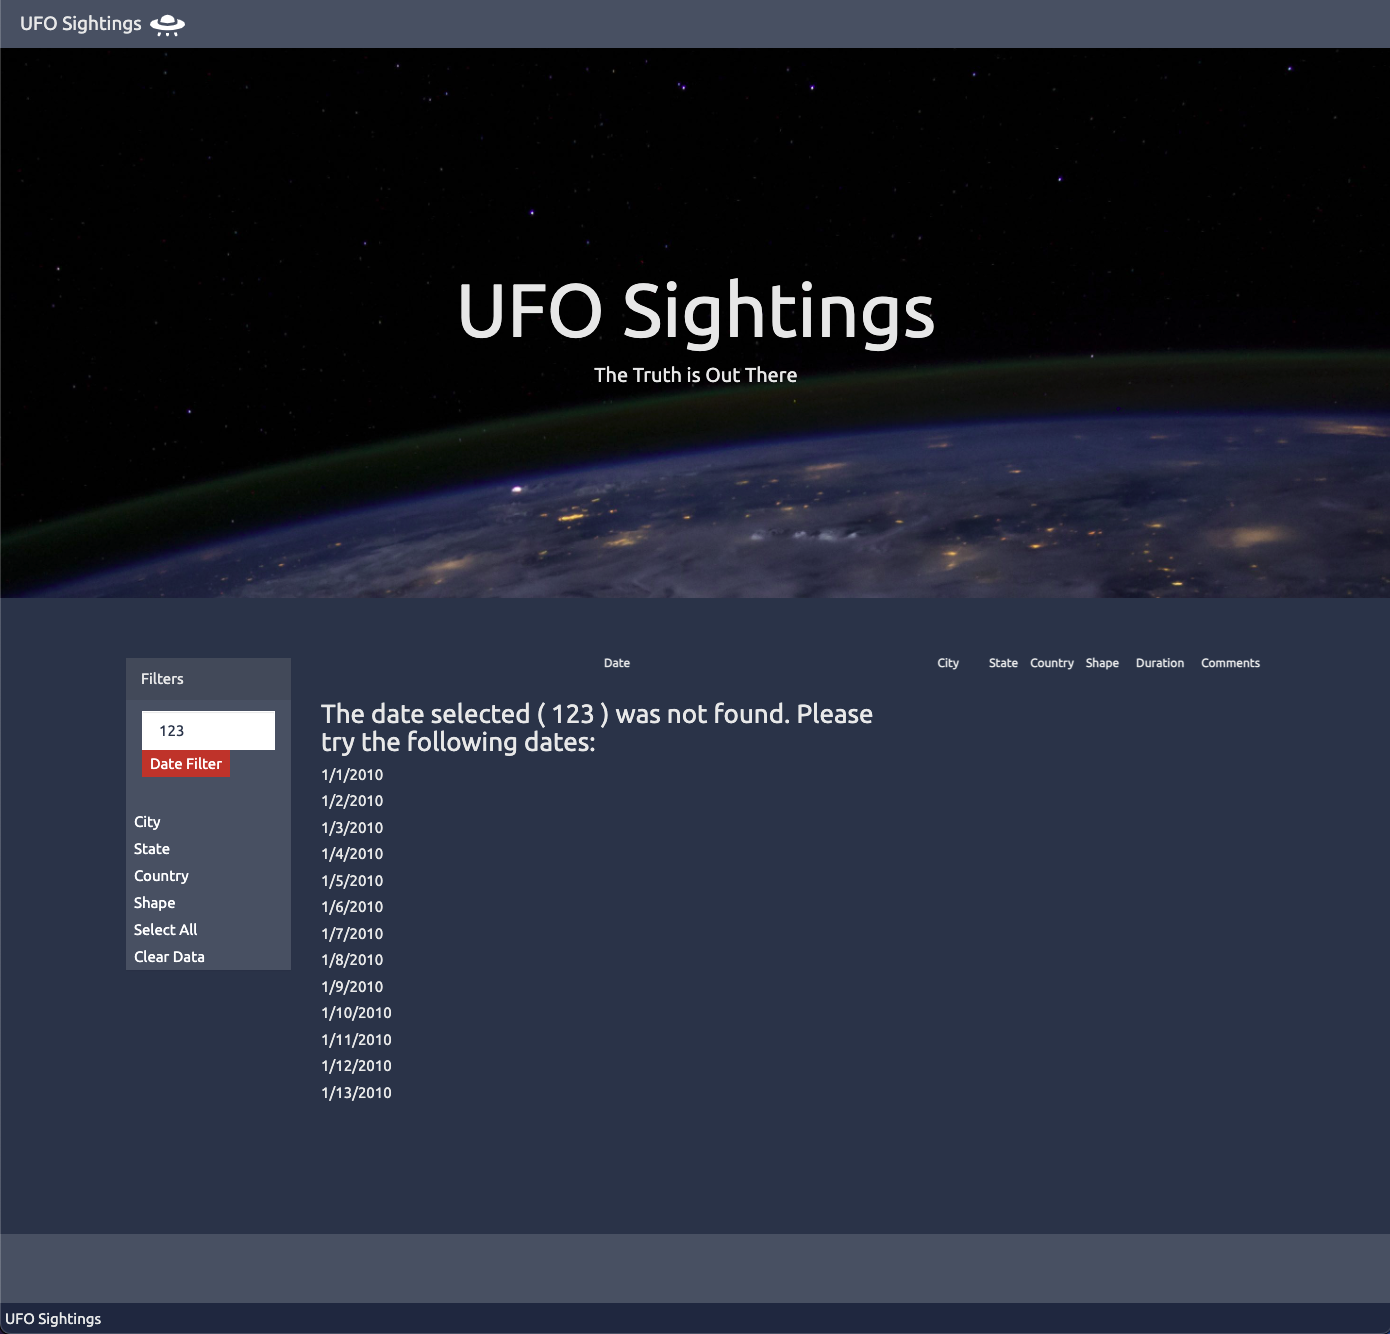 UFO Sightings
UFO Sightings
The Truth is Out There
Filters
123
Date Filter
City
State
Country
Shape
Select All
Clear Data
Date City State Country Shape Duration Comments
The date selected ( 123 ) was not found. Please
try the following dates:
1/1/2010
1/2/2010
1/3/2010
1/4/2010
1/5/2010
1/6/2010
1/7/2010
1/8/2010
1/9/2010
1/10/2010
1/11/2010
1/12/2010
1/13/2010
UFO Sightings